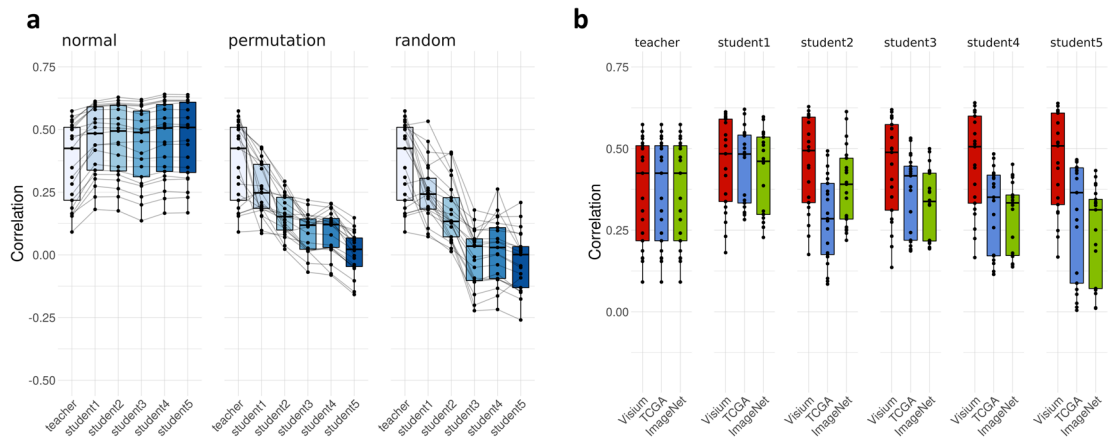 a
normal
permutation
random
Correlation
0.75
0.50
0.25
0.00
-0.25
-0.50
teacher
student1
student2
student3
student4
student5
teacher
student1
student2
student3
student4
student5
teacher
student1
student2
student3
student4
student5
b
teacher
student1
student2
student3
student4
student5
Correlation
0.75
0.50
0.25
0.00
Visium
TCGA
ImageNet
Visium
TCGA
ImageNet
Visium
TCGA
ImageNet
Visium
TCGA
ImageNet
Visium
TCGA
ImageNet
Visium
TCGA
ImageNet